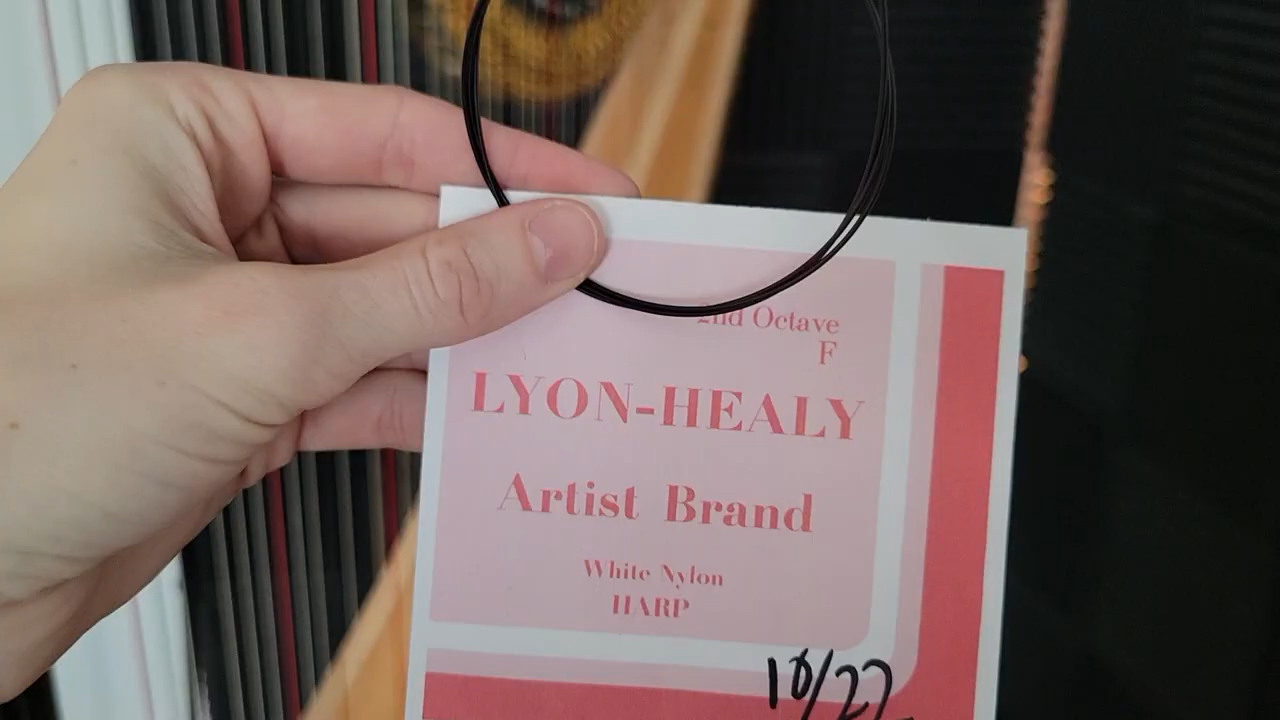 2nd Octave
F
LYON-HEALY
Artist Brand
White Nylon
HARP
10/22